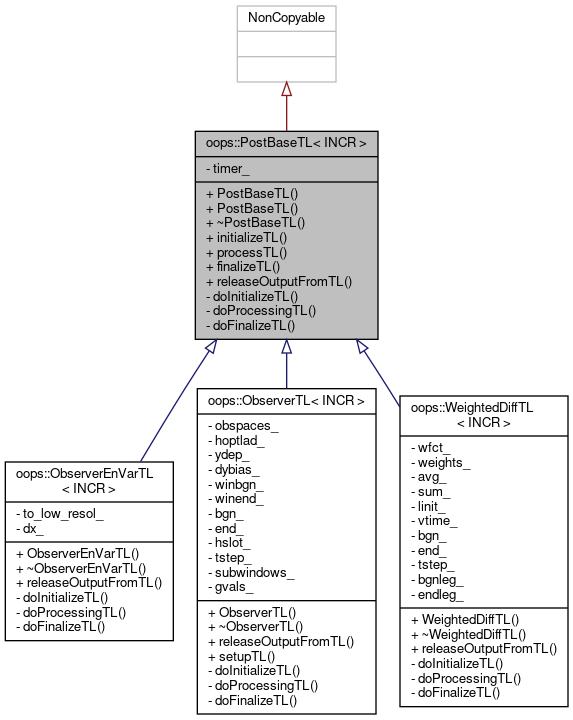 NonCopyable
oops::PostBaseTL< INCR >
- timer_
+ PostBaseTL()
+ PostBaseTL()
+ ~PostBaseTL()
+ initializeTL()
+ processTL()
+ finalizeTL()
+ releaseOutputFromTL()
- doInitializeTL()
- doProcessingTL()
- doFinalizeTL()
oops::ObserverEnVarTL
< INCR >
- to_low_resol_
- dx_
+ ObserverEnVarTL()
+ ~ObserverEnVarTL()
+ releaseOutputFromTL()
- doInitializeTL()
- doProcessingTL()
- doFinalizeTL()
oops::ObserverTL< INCR >
- obspaces_
- hoptlad_
- ydep_
- dybias_
- winbgn_
- winend_
- bgn_
- end_
- hslot_
- tstep_
- subwindows_
- gvals_
+ ObserverTL()
+ ~ObserverTL()
+ releaseOutputFromTL()
+ setupTL()
- doInitializeTL()
- doProcessingTL()
- doFinalizeTL()
oops::WeightedDiffTL
< INCR >
- wfct_
- weights_
- avg_
- sum_
- linit_
- vtime_
- bgn_
- end_
- tstep_
- bgnleg_
- endleg_
+ WeightedDiffTL()
+ ~WeightedDiffTL()
+ releaseOutputFromTL()
- doInitializeTL()
- doProcessingTL()
- doFinalizeTL()